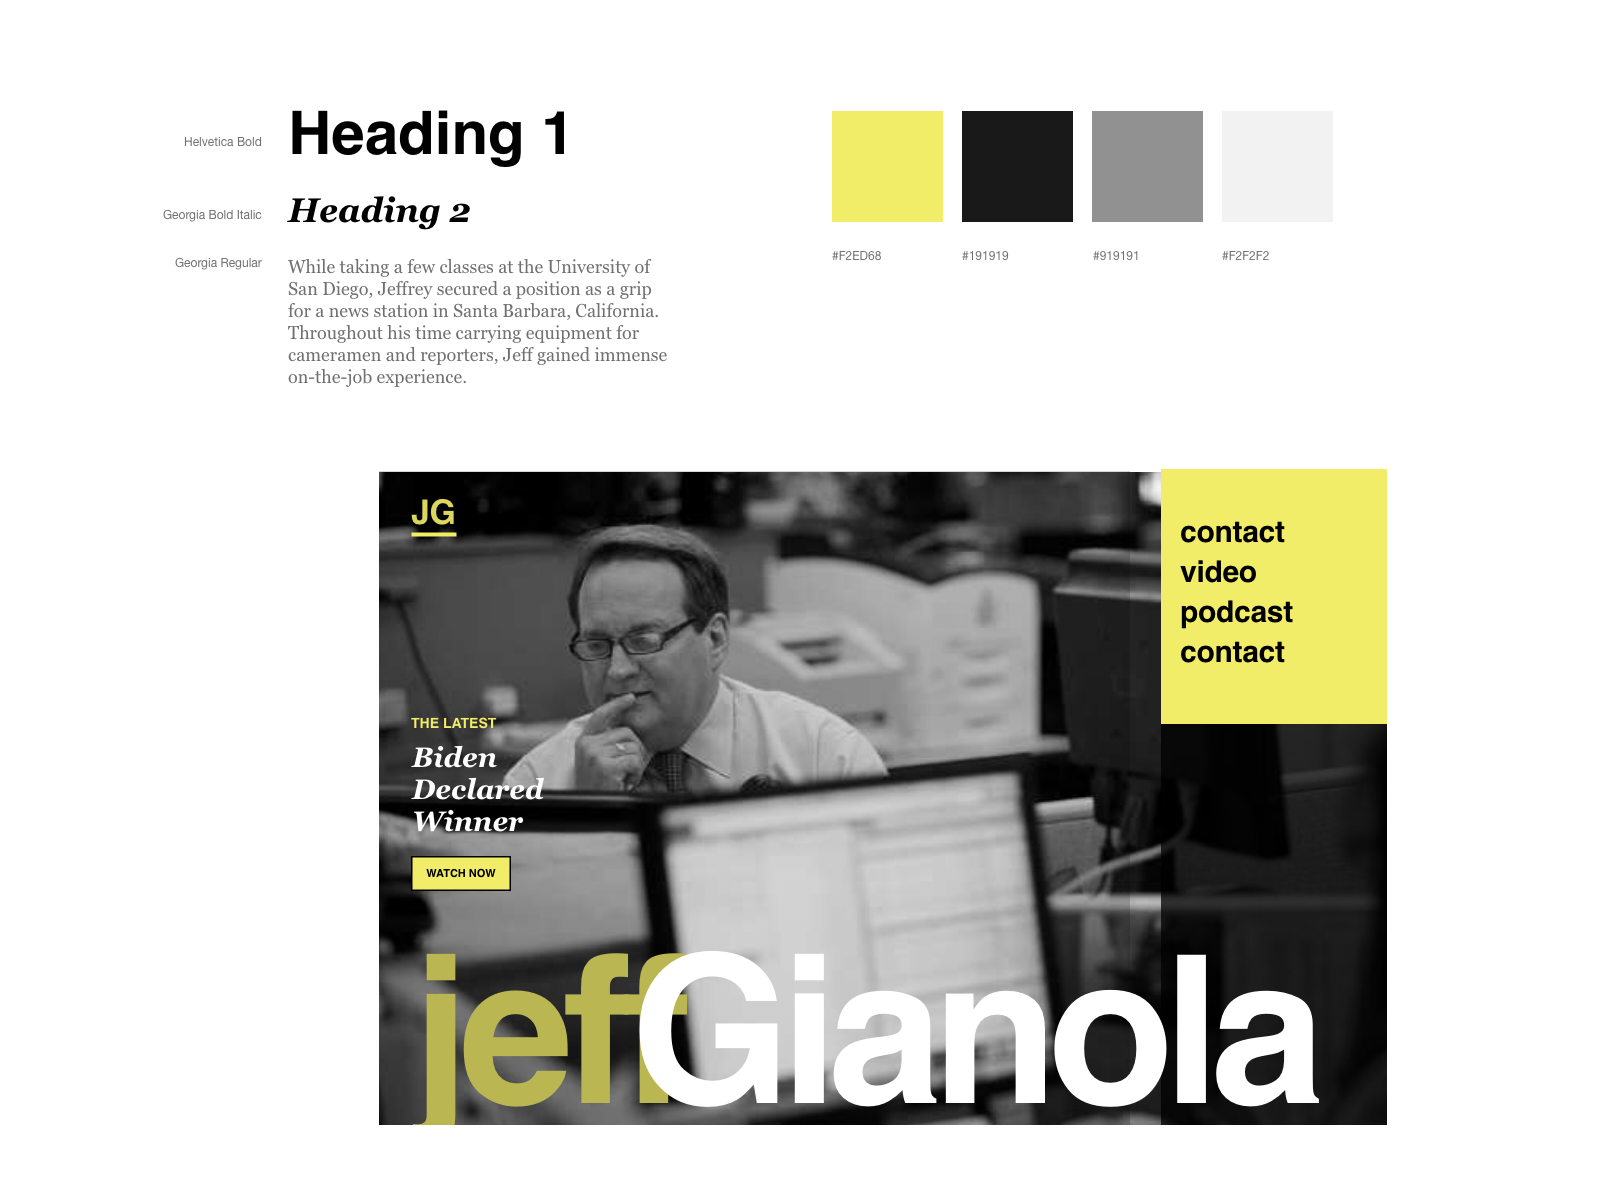 Helvetica Bold
Heading 1
Georgia Bold Italic
Heading 2
Georgia Regular
While taking a few classes at the University of
San Diego, Jeffrey secured a position as a grip
for a news station in Santa Barbara, California.
Throughout his time carrying equipment for
cameramen and reporters, Jeff gained immense
on-the-job experience.
#F2ED68
#191919
#919191
#F2F2F2
JG
contact
video
podcast
contact
THE LATEST
Biden
Declared
Winner
WATCH NOW
jeffGianola